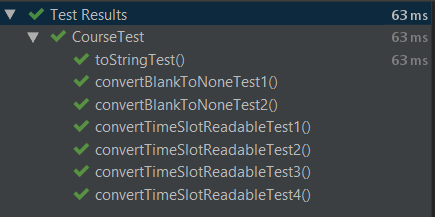 Test Results 63 ms
CourseTest 63 ms
toStringTest() 63 ms
convertBlankToNoneTest1()
convertBlankToNoneTest2()
convertTimeSlotReadableTest1()
convertTimeSlotReadableTest2()
convertTimeSlotReadableTest3()
convertTimeSlotReadableTest4()